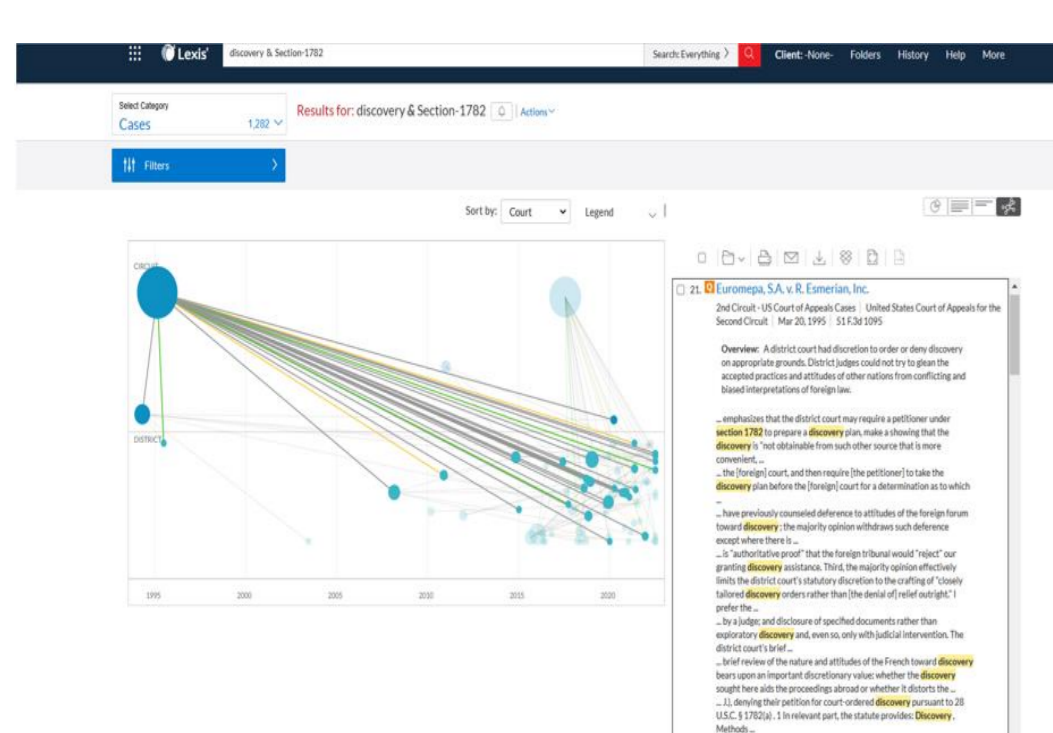 Lexis®
discovery & Section-1782
Search: Everything
Client: -None-
Folders
History
Help
More
Select Category
Cases
1,282
Results for: discovery & Section-1782
Actions
Filters
Sort by:
Court
Legend
CIRCUIT
DISTRICT
1995
2000
2005
2010
2015
2020
21. Q Euromepa, S.A. v. R. Esmerian, Inc.
2nd Circuit - US Court of Appeals Cases | United States Court of Appeals for the
Second Circuit | Mar 20, 1995 | 51 F.3d 1095
Overview: A district court had discretion to order or deny discovery
on appropriate grounds. District judges could not try to glean the
accepted practices and attitudes of other nations from conflicting and
biased interpretations of foreign law.
... emphasizes that the district court may require a petitioner under
section 1782 to prepare a discovery plan, make a showing that the
discovery is "not obtainable from such other source that is more
convenient, ...
... the [foreign] court, and then require [the petitioner] to take the
discovery plan before the [foreign] court for a determination as to which
...
... have previously counseled deference to attitudes of the foreign forum
toward discovery ; the majority opinion withdraws such deference
except where there is ...
... is "authoritative proof" that the foreign tribunal would "reject" our
granting discovery assistance. Third, the majority opinion effectively
limits the district court's statutory discretion to the crafting of "closely
tailored discovery orders rather than [the denial of] relief outright." I
prefer the ...
... by a judge; and disclosure of specified documents rather than
exploratory discovery and, even so, only with judicial intervention. The
district court's brief ...
... brief review of the nature and attitudes of the French toward discovery
bears upon an important discretionary value: whether the discovery
sought here aids the proceedings abroad or whether it distorts the ...
... J.), denying their petition for court-ordered discovery pursuant to 28
U.S.C. § 1782(a) . 1 In relevant part, the statute provides: Discovery ,
Methods ...